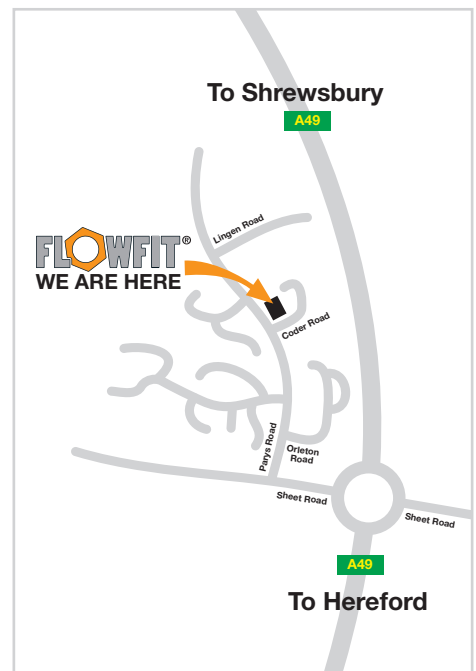 To Shrewsbury
A49
Lingen Road
FLOWFIT®
WE ARE HERE
Coder Road
Parys Road
Orleton
Road
Sheet Road
Sheet Road
A49
To Hereford